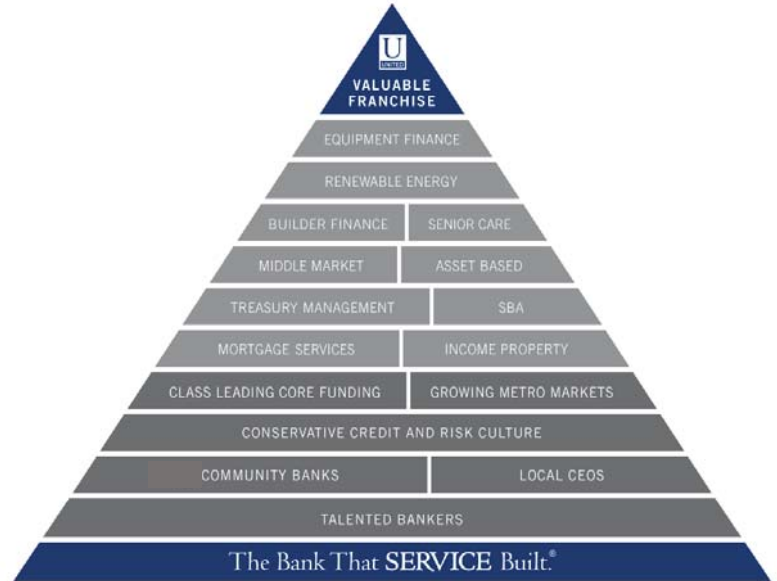 U
UNITED
VALUABLE
FRANCHISE
EQUIPMENT FINANCE
RENEWABLE ENERGY
BUILDER FINANCE
SENIOR CARE
MIDDLE MARKET
ASSET BASED
TREASURY MANAGEMENT
SBA
MORTGAGE SERVICES
INCOME PROPERTY
CLASS LEADING CORE FUNDING
GROWING METRO MARKETS
CONSERVATIVE CREDIT AND RISK CULTURE
COMMUNITY BANKS
LOCAL CEOS
TALENTED BANKERS
The Bank That SERVICE Built.®